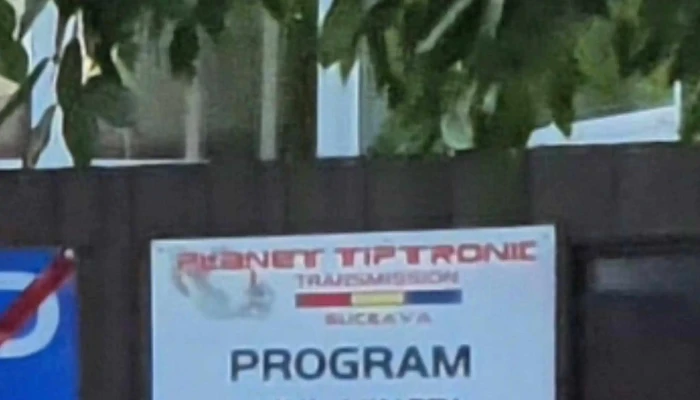 PLANET TIPTRONIC
TRANSMISSION
SUCEAVA
PROGRAM